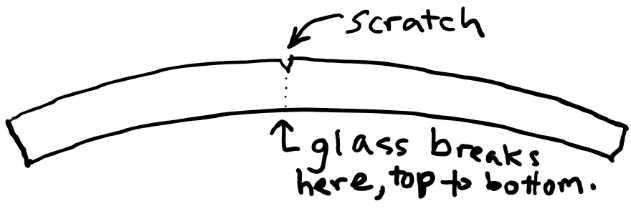 scratch
glass breaks
here, top to bottom.